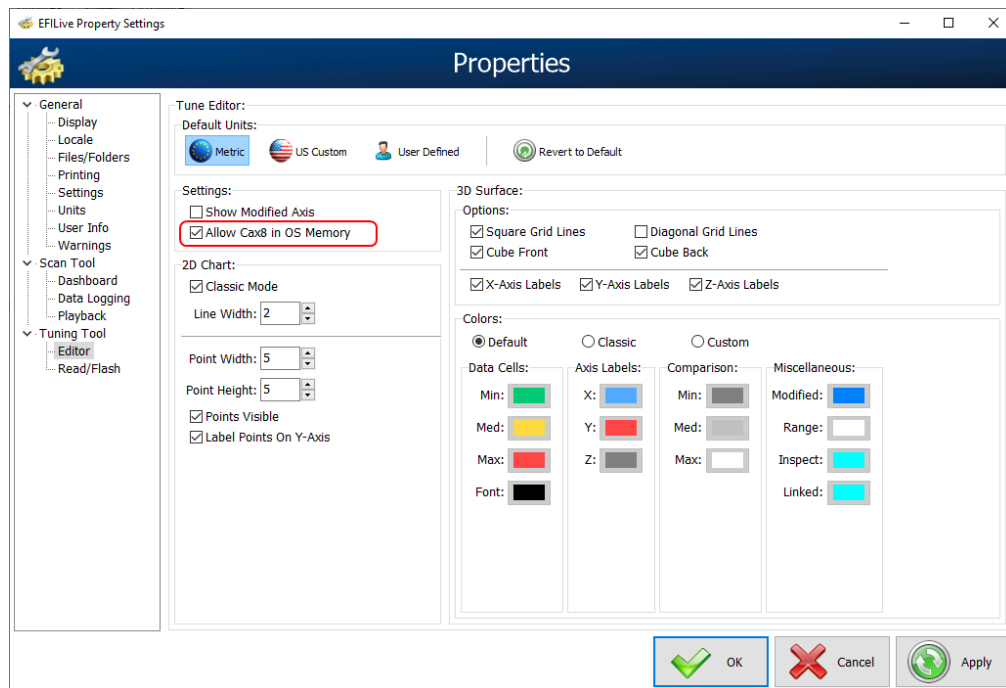 EFILive Property Settings
Properties
General
Display
Locale
Files/Folders
Printing
Settings
Units
User Info
Warnings
Scan Tool
Dashboard
Data Logging
Playback
Tuning Tool
Editor
Read/Flash
Tune Editor:
Default Units:
Metric US Custom User Defined Revert to Default
Settings:
Show Modified Axis
Allow Cax8 in OS Memory
2D Chart:
Classic Mode
Line Width: 2
Point Width: 5
Point Height: 5
Points Visible
Label Points On Y-Axis
3D Surface:
Options:
Square Grid Lines Diagonal Grid Lines
Cube Front Cube Back
X-Axis Labels Y-Axis Labels Z-Axis Labels
Colors:
Default Classic Custom
Data Cells:
Min:
Med:
Max:
Font:
Axis Labels:
X:
Y:
Z:
Comparison:
Min:
Med:
Max:
Miscellaneous:
Modified:
Range:
Inspect:
Linked:
OK Cancel Apply